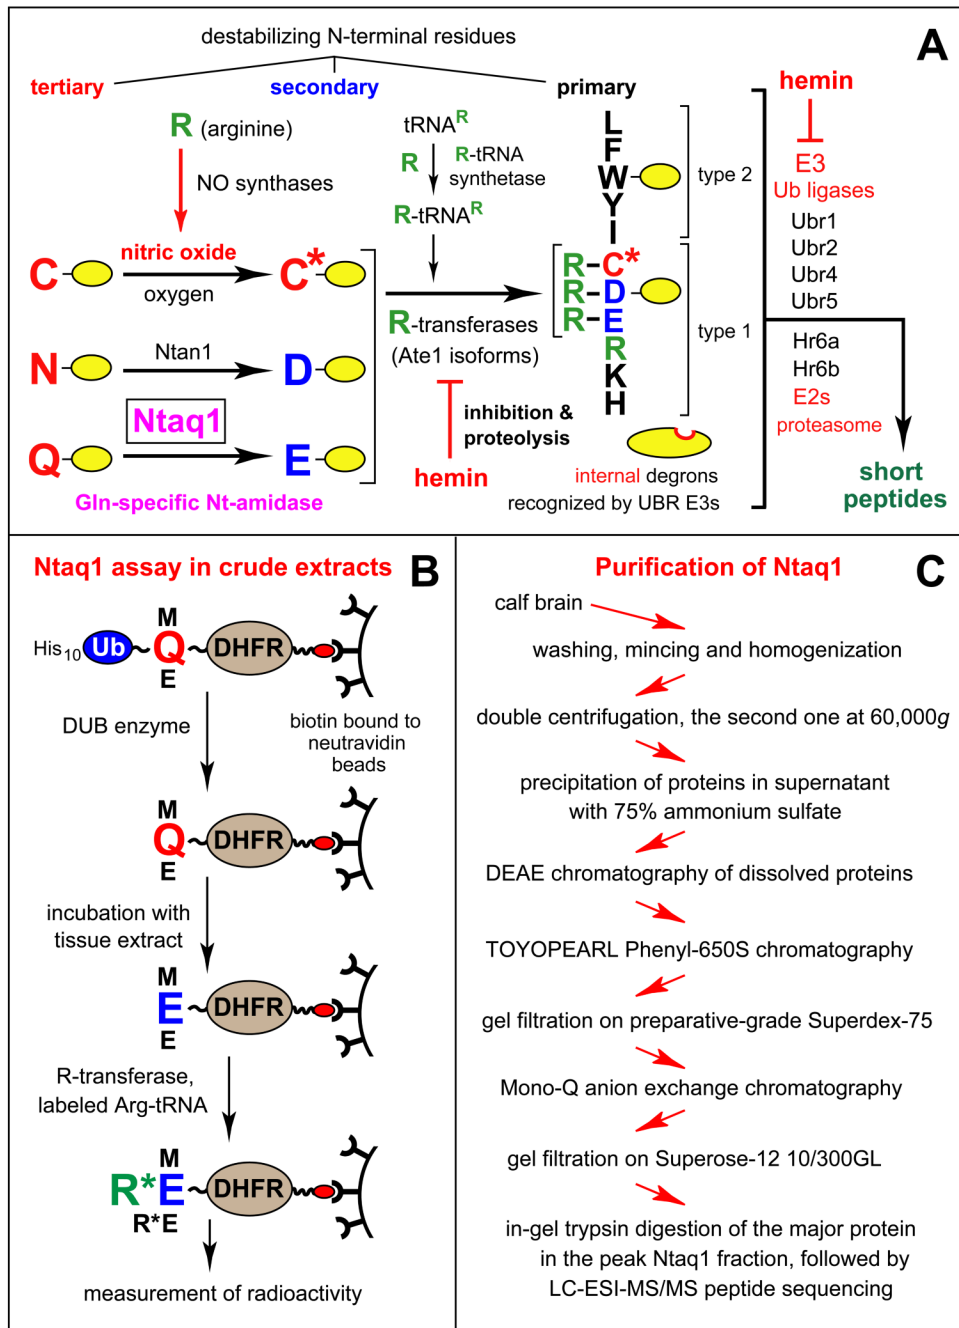 A
destabilizing N-terminal residues
tertiary
secondary
primary
R (arginine)
NO synthases
nitric oxide
oxygen
C
C*
N
Ntan1
D
Ntaq1
Q
E
Gln-specific Nt-amidase
tRNA^R
R
R-tRNA
synthetase
R-tRNA^R
R-transferases
(Ate1 isoforms)
inhibition &
proteolysis
hemin
L
F
W
Y
I
type 2
R-C*
R-D
R-E
R
K
H
type 1
internal degrons
recognized by UBR E3s
hemin
E3
Ub ligases
Ubr1
Ubr2
Ubr4
Ubr5
Hr6a
Hr6b
E2s
proteasome
short
peptides
Ntaq1 assay in crude extracts
B
His10
Ub
M
Q
E
DHFR
DUB enzyme
biotin bound to
neutravidin
beads
M
Q
E
DHFR
incubation with
tissue extract
M
E
E
DHFR
R-transferase,
labeled Arg-tRNA
M
R*E
R*E
DHFR
measurement of radioactivity
Purification of Ntaq1
C
calf brain
washing, mincing and homogenization
double centrifugation, the second one at 60,000g
precipitation of proteins in supernatant
with 75% ammonium sulfate
DEAE chromatography of dissolved proteins
TOYOPEARL Phenyl-650S chromatography
gel filtration on preparative-grade Superdex-75
Mono-Q anion exchange chromatography
gel filtration on Superose-12 10/300GL
in-gel trypsin digestion of the major protein
in the peak Ntaq1 fraction, followed by
LC-ESI-MS/MS peptide sequencing